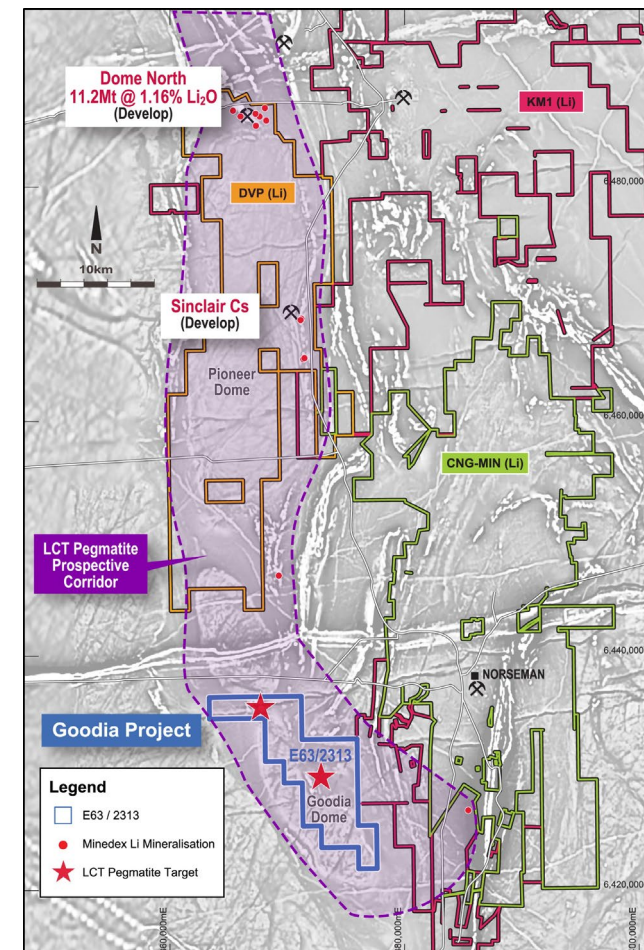 Dome North
11.2Mt @ 1.16% Li₂O
(Develop)
KM1 (Li)
DVP (Li)
6,480,000
N
10km
Sinclair Cs
(Develop)
Pioneer
Dome
6,460,000
CNG-MIN (Li)
LCT Pegmatite
Prospective
Corridor
6,440,000
NORSEMAN
Goodia Project
E63/2313
Goodia
Dome
Legend
E63 / 2313
Minedex Li Mineralisation
LCT Pegmatite Target
6,420,000